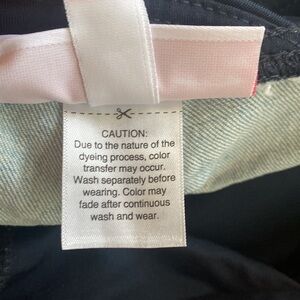 CAUTION:
Due to the nature of the
dyeing process, color
transfer may occur.
Wash separately before
wearing. Color may
fade after continuous
wash and wear.